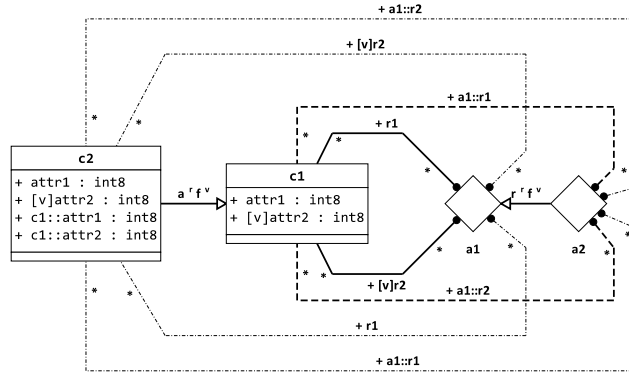 + a1::r2
+ [v]r2
+ a1::r1
+ r1
* * * * * * *
c2
+ attr1 : int8
+ [v]attr2 : int8
+ c1::attr1 : int8
+ c1::attr2 : int8
a r f v
c1
+ attr1 : int8
+ [v]attr2 : int8
r r f v
a1
a2
* * * * * * * *
+ [v]r2
+ a1::r2
+ r1
+ a1::r1